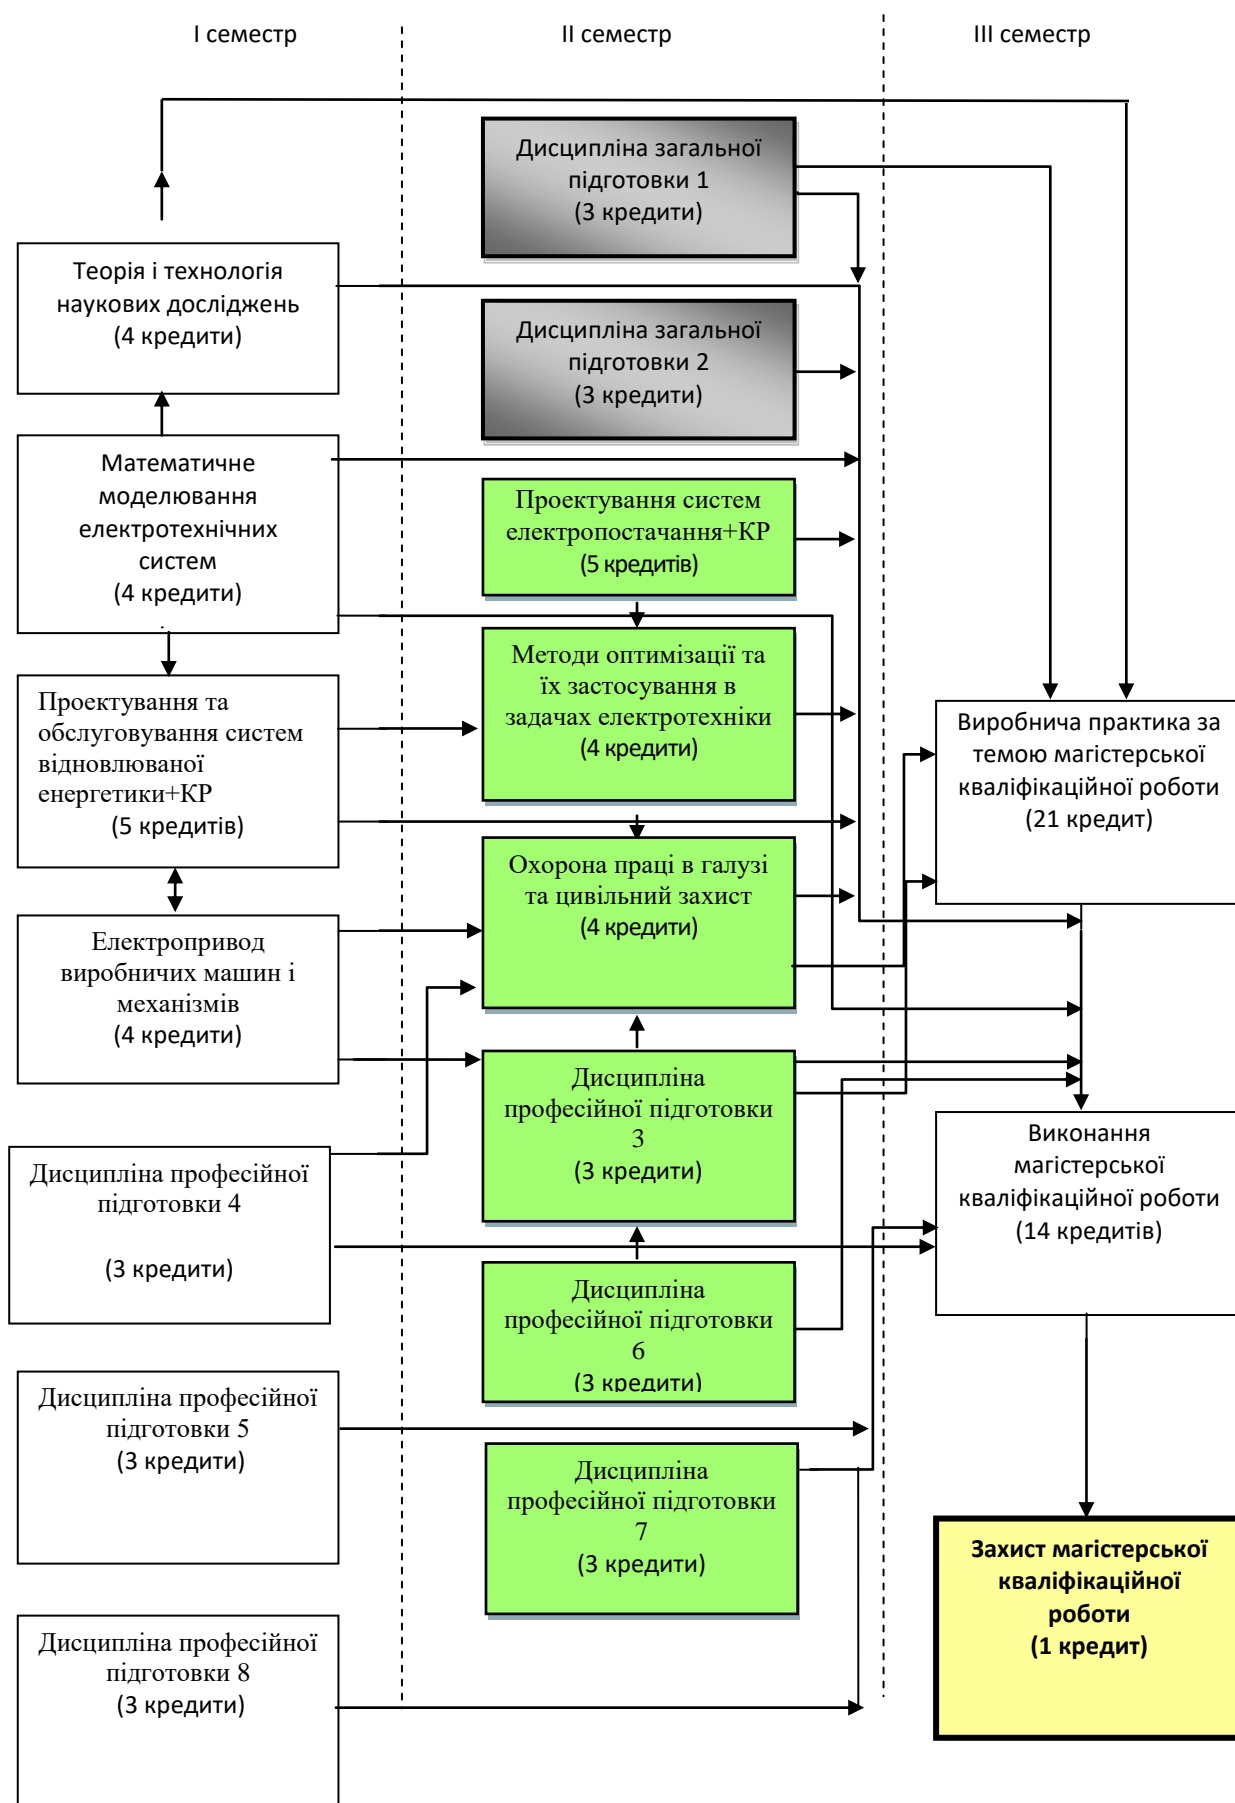 І семестр
ІІ семестр
ІІІ семестр
Теорія і технологія
наукових досліджень
(4 кредити)
Математичне
моделювання
електротехнічних
систем
(4 кредити)
Проектування та
обслуговування систем
відновлюваної
енергетики+КР
(5 кредитів)
Електропривод
виробничих машин і
механізмів
(4 кредити)
Дисципліна професійної
підготовки 4
(3 кредити)
Дисципліна професійної
підготовки 5
(3 кредити)
Дисципліна професійної
підготовки 8
(3 кредити)
Дисципліна загальної
підготовки 1
(3 кредити)
Дисципліна загальної
підготовки 2
(3 кредити)
Проектування систем
електропостачання+КР
(5 кредитів)
Методи оптимізації та
їх застосування в
задачах електротехніки
(4 кредити)
Охорона праці в галузі
та цивільний захист
(4 кредити)
Дисципліна
професійної підготовки
3
(3 кредити)
Дисципліна
професійної підготовки
6
(3 кредити)
Дисципліна
професійної підготовки
7
(3 кредити)
Виробнича практика за
темою магістерської
кваліфікаційної роботи
(21 кредит)
Виконання
магістерської
кваліфікаційної роботи
(14 кредитів)
Захист магістерської
кваліфікаційної
роботи
(1 кредит)